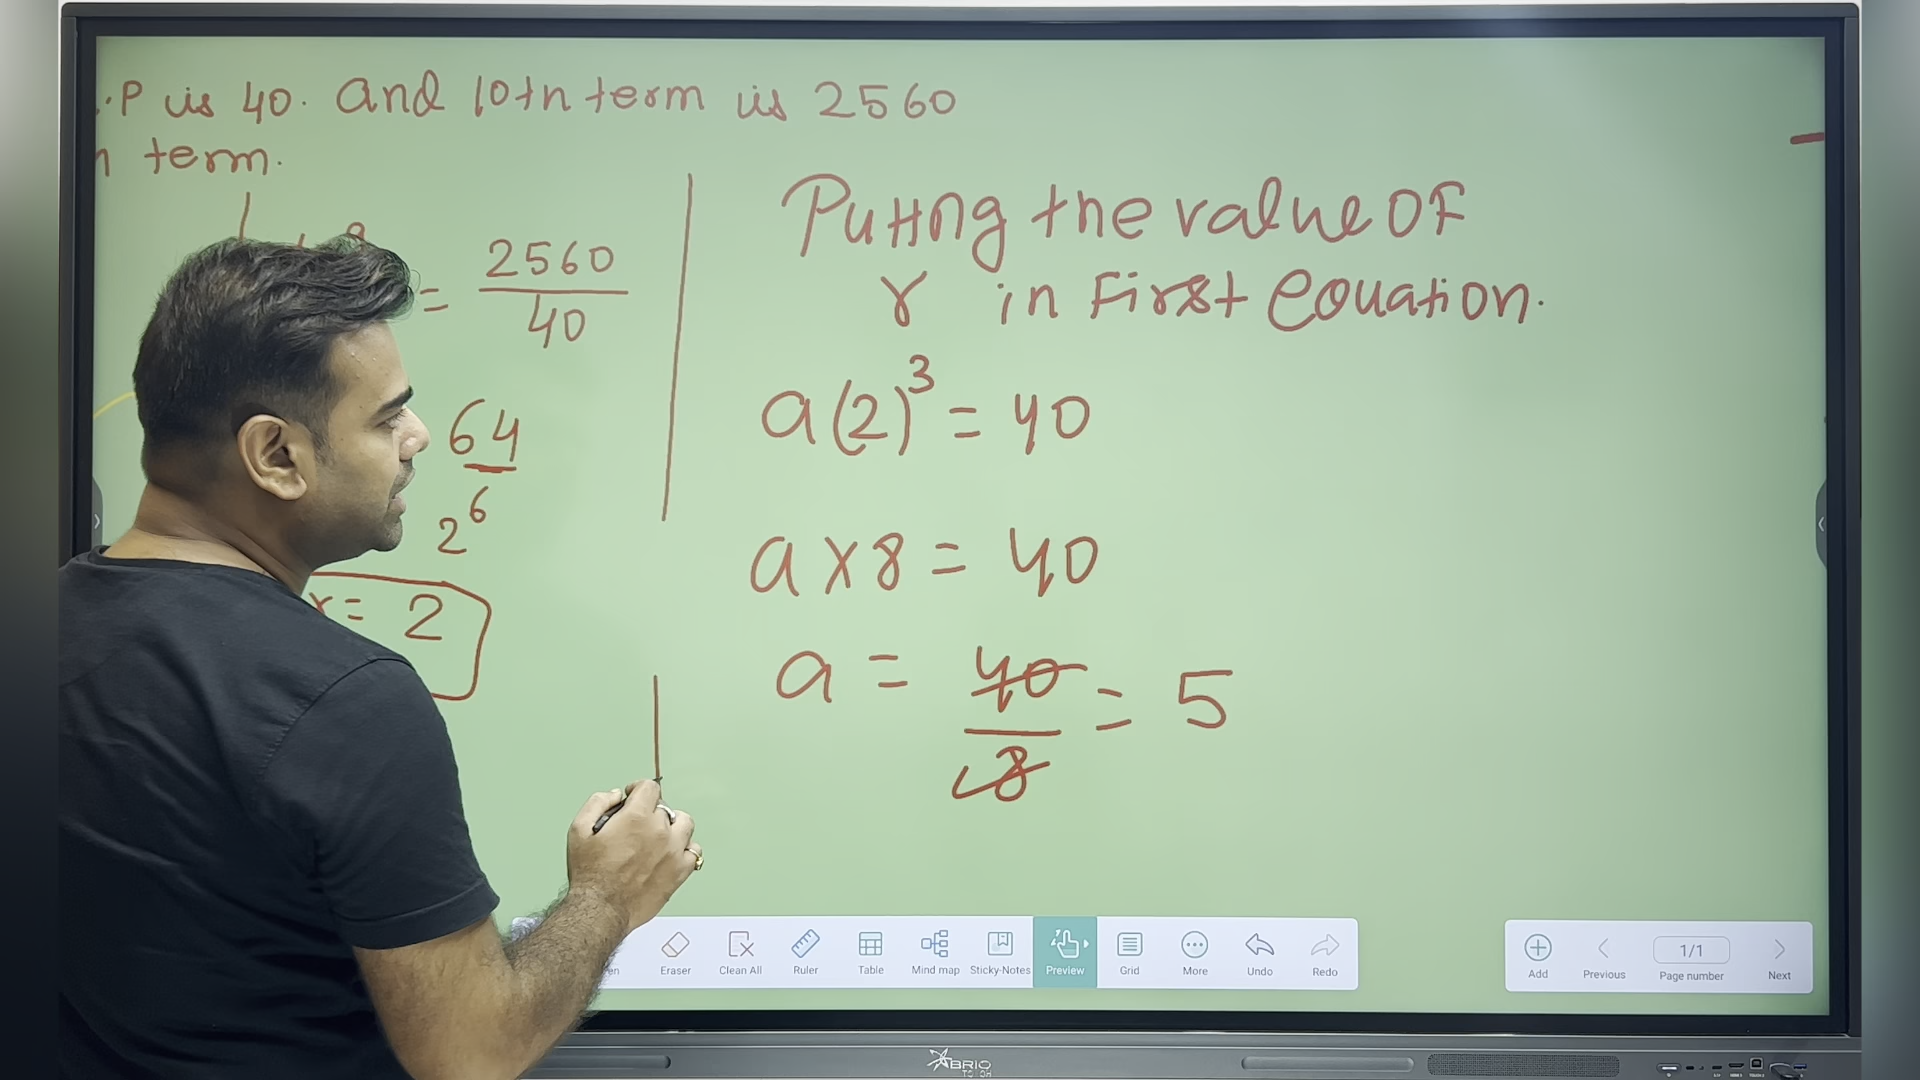 .P is 40. and 10th term is 2560
term.
= 2560
40
64
2⁶
r = 2
Putting the value of
r in First equation.
a(2)³ = 40
a x 8 = 40
a = 40 = 5
8
Eraser
Clean All
Ruler
Table
Mind map
Sticky-Notes
Preview
Grid
More
Undo
Redo
Add
Previous
1/1
Page number
Next
ABRIO